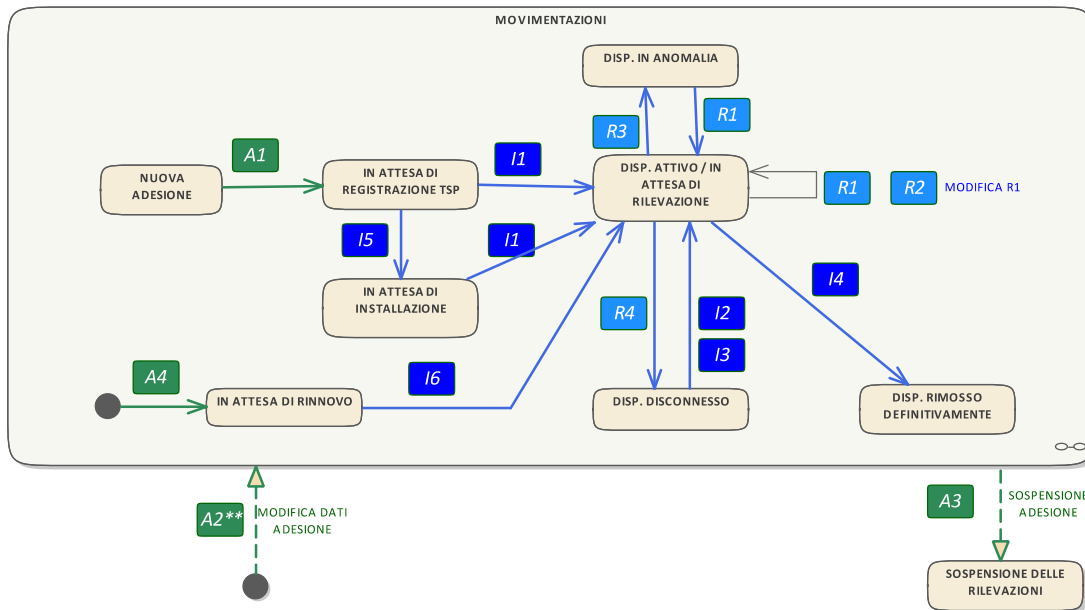 MOVIMENTAZIONI
DISP. IN ANOMALIA
R3
R1
A1
I1
NUOVA
ADESIONE
IN ATTESA DI
REGISTRAZIONE TSP
DISP. ATTIVO / IN
ATTESA DI
RILEVAZIONE
R1
R2
MODIFICA R1
I5
I1
IN ATTESA DI
INSTALLAZIONE
R4
I2
I3
I4
A4
I6
IN ATTESA DI RINNOVO
DISP. DISCONNESSO
DISP. RIMOSSO
DEFINITIVAMENTE
A2**
MODIFICA DATI
ADESIONE
A3
SOSPENSIONE
ADESIONE
SOSPENSIONE DELLE
RILEVAZIONI